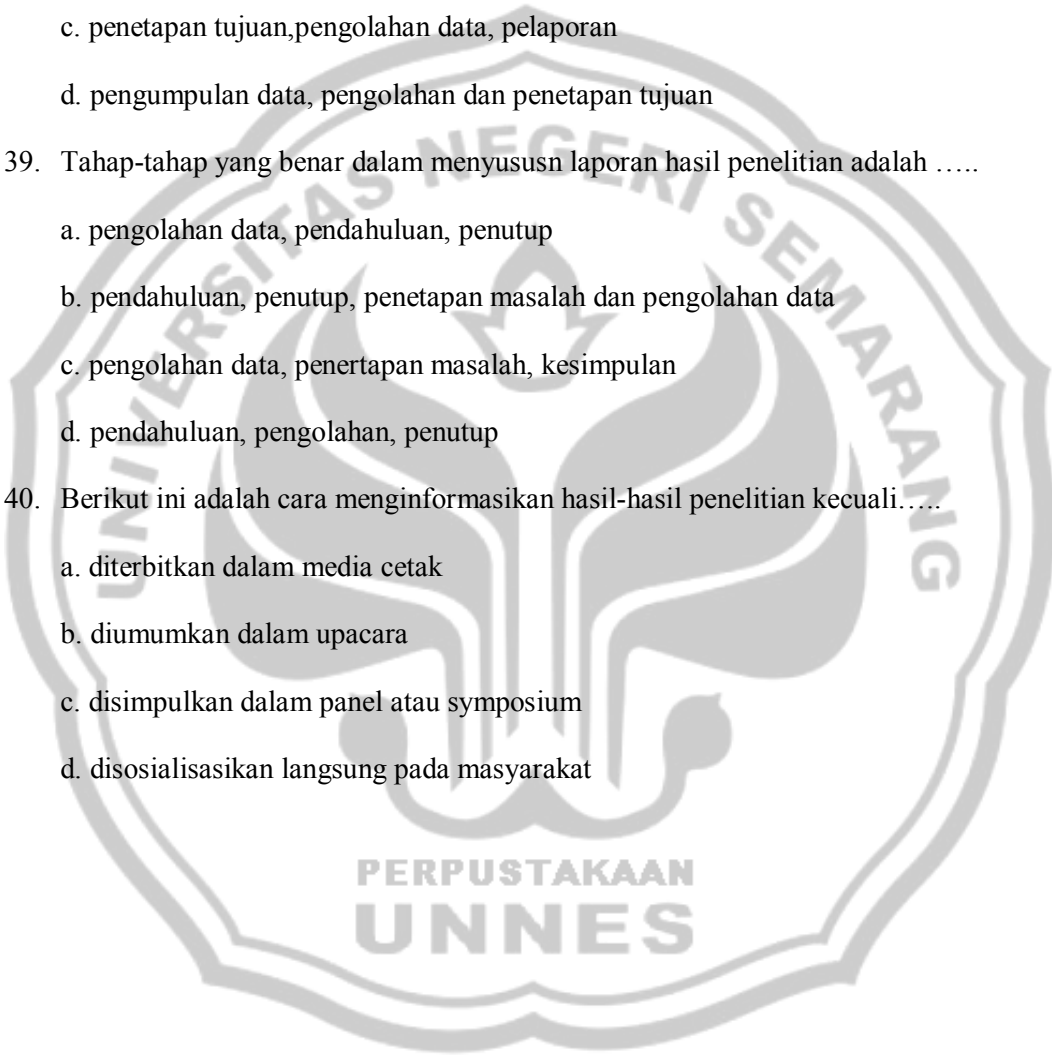 c. penetapan tujuan,pengolahan data, pelaporan
d. pengumpulan data, pengolahan dan penetapan tujuan
39. Tahap-tahap yang benar dalam menyususn laporan hasil penelitian adalah …..
a. pengolahan data, pendahuluan, penutup
b. pendahuluan, penutup, penetapan masalah dan pengolahan data
c. pengolahan data, penertapan masalah, kesimpulan
d. pendahuluan, pengolahan, penutup
40. Berikut ini adalah cara menginformasikan hasil-hasil penelitian kecuali…..
a. diterbitkan dalam media cetak
b. diumumkan dalam upacara
c. disimpulkan dalam panel atau symposium
d. disosialisasikan langsung pada masyarakat
UNIVERSITAS NEGERI SEMARANG
PERPUSTAKAAN
UNNES